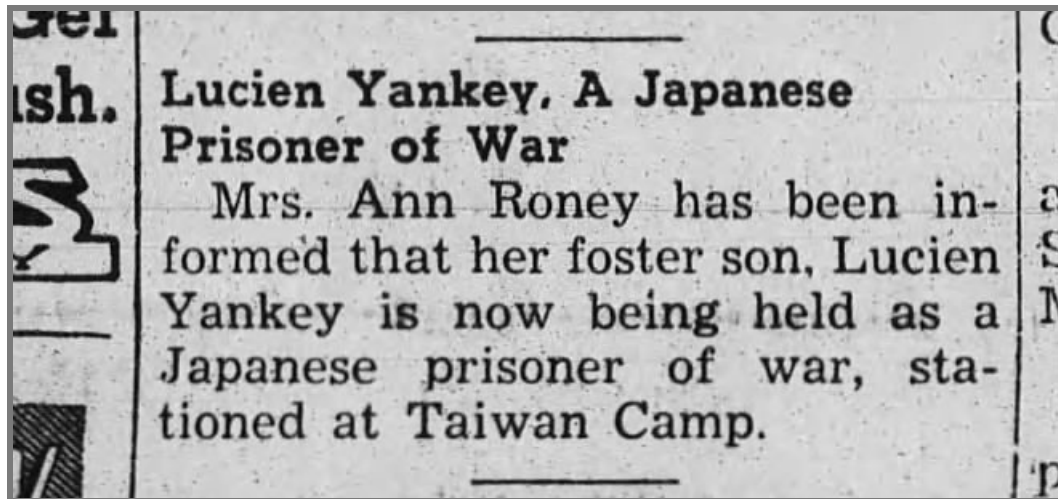 ish.
Lucien Yankey, A Japanese
Prisoner of War
Mrs. Ann Roney has been in-
formed that her foster son, Lucien
Yankey is now being held as a
Japanese prisoner of war, sta-
tioned at Taiwan Camp.